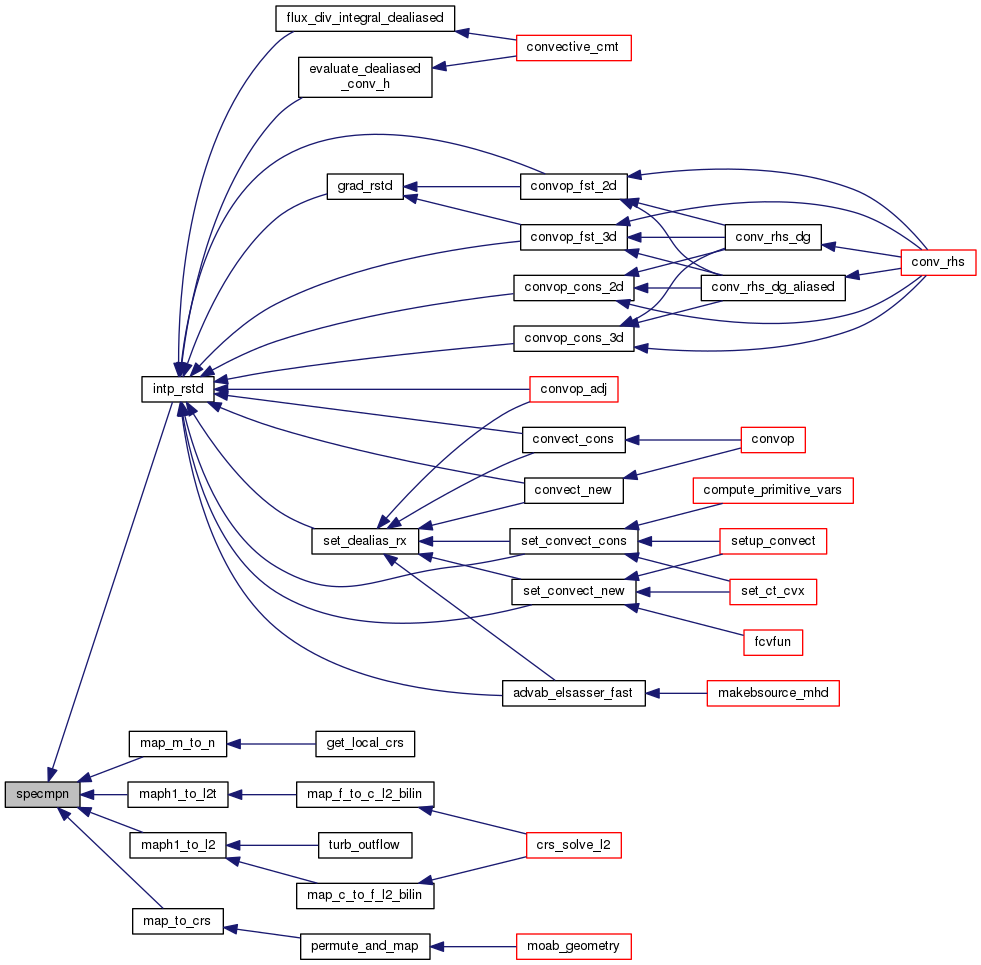 flux_div_integral_dealiased
convective_cmt
evaluate_dealiased
_conv_h
grad_rstd
convop_fst_2d
convop_fst_3d
conv_rhs_dg
conv_rhs
convop_cons_2d
conv_rhs_dg_aliased
convop_cons_3d
intp_rstd
convop_adj
convect_cons
convop
convect_new
compute_primitive_vars
set_dealias_rx
set_convect_cons
setup_convect
set_convect_new
set_ct_cvx
fcvfun
advab_elsasser_fast
makebsource_mhd
map_m_to_n
get_local_crs
specmpn
maph1_to_l2t
map_f_to_c_l2_bilin
maph1_to_l2
turb_outflow
crs_solve_l2
map_c_to_f_l2_bilin
map_to_crs
permute_and_map
moab_geometry